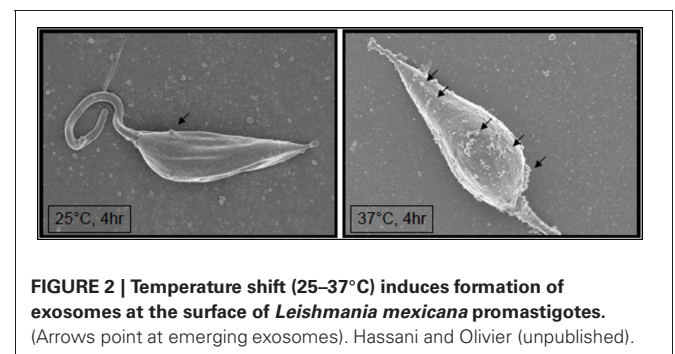 25°C, 4hr
37°C, 4hr
FIGURE 2 | Temperature shift (25–37°C) induces formation of
exosomes at the surface of Leishmania mexicana promastigotes.
(Arrows point at emerging exosomes). Hassani and Olivier (unpublished).